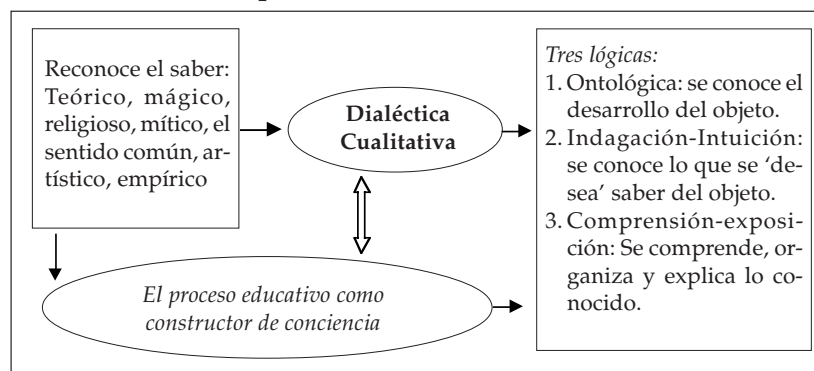 Reconoce el saber:
Teórico, mágico,
religioso, mítico, el
sentido común, ar-
tístico, empírico
Dialéctica
Cualitativa
El proceso educativo como
constructor de conciencia
Tres lógicas:
1. Ontológica: se conoce el
desarrollo del objeto.
2. Indagación-Intuición:
se conoce lo que se ‘de-
sea’ saber del objeto.
3. Comprensión-exposi-
ción: Se comprende, or-
ganiza y explica lo co-
nocido.